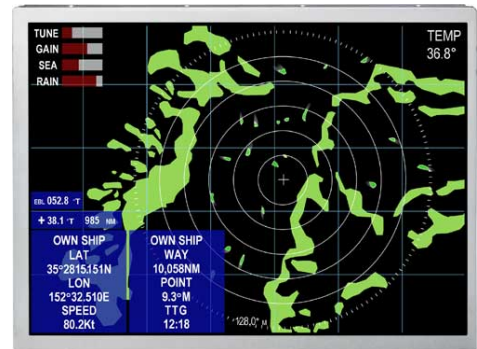 TUNE
GAIN
SEA
RAIN
TEMP
36.8°
EBL 052.8 °T
+ 38.1 °T 985 NM
OWN SHIP
LAT
35°2815.151N
LON
152°32.510E
SPEED
80.2Kt
OWN SHIP
WAY
10,058NM
POINT
9.3°M
TTG
12:18
128.0° M